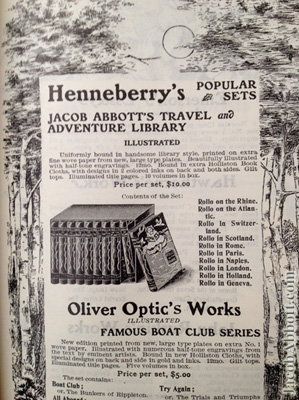 Henneberry's POPULAR SETS
JACOB ABBOTT'S TRAVEL and
ADVENTURE LIBRARY
ILLUSTRATED
Uniformly bound in handsome library style, printed on extra
fine wove paper from new, large type plates. Beautifully Illustrated
with half-tone engravings. 12mo. Bound in extra Holliston Book
Cloths, with designs in 2 colored inks on back and both sides. Gilt
tops. Illuminated title pages. 10 volumes in box.
Price per set, $10.00
Contents of the Set:
Rollo on the Rhine.
Rollo on the Atlan-
tic.
Rollo in Switzer-
land.
Rollo in Scotland.
Rollo in Rome.
Rollo in Paris.
Rollo in Naples.
Rollo in London.
Rollo in Holland.
Rollo in Geneva.
Oliver Optic's Works
ILLUSTRATED
FAMOUS BOAT CLUB SERIES
New edition printed from new, large type plates on extra No. 1
wove paper. Illustrated with numerous half-tone engravings from
the text by eminent artists. Bound in new Holliston Cloths, with
special designs on back and side in gold and inks. 12mo. Gilt tops.
Illuminated title pages. Five volumes in box.
Price per set, $5.00
The set contains:
Boat Club;
or, The Bunkers of Rippleton.
Try Again;
or, The Trials and Triumphs
All Aboard